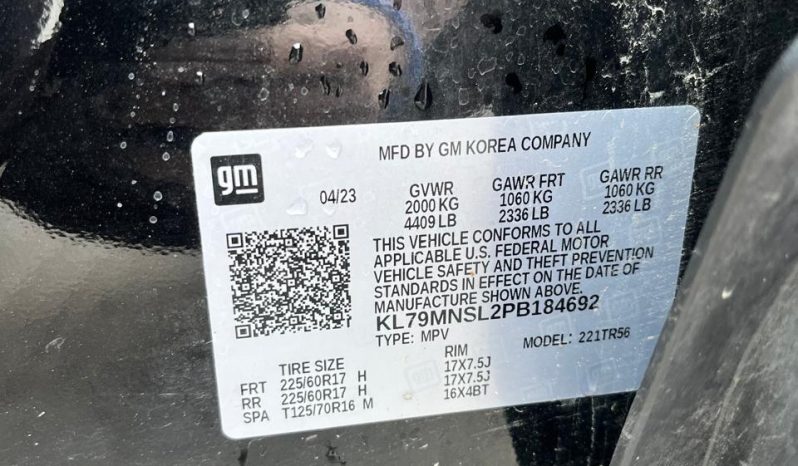 MFD BY GM KOREA COMPANY
gm
04/23
GVWR GAWR FRT GAWR RR
2000 KG 1060 KG 1060 KG
4409 LB 2336 LB 2336 LB
THIS VEHICLE CONFORMS TO ALL
APPLICABLE U.S. FEDERAL MOTOR
VEHICLE SAFETY AND THEFT PREVENTION
STANDARDS IN EFFECT ON THE DATE OF
MANUFACTURE SHOWN ABOVE.
KL79MNSL2PB184692
TYPE: MPV MODEL: 221TR56
TIRE SIZE RIM
FRT 225/60R17 H 17X7.5J
RR 225/60R17 H 17X7.5J
SPA T125/70R16 M 16X4BT